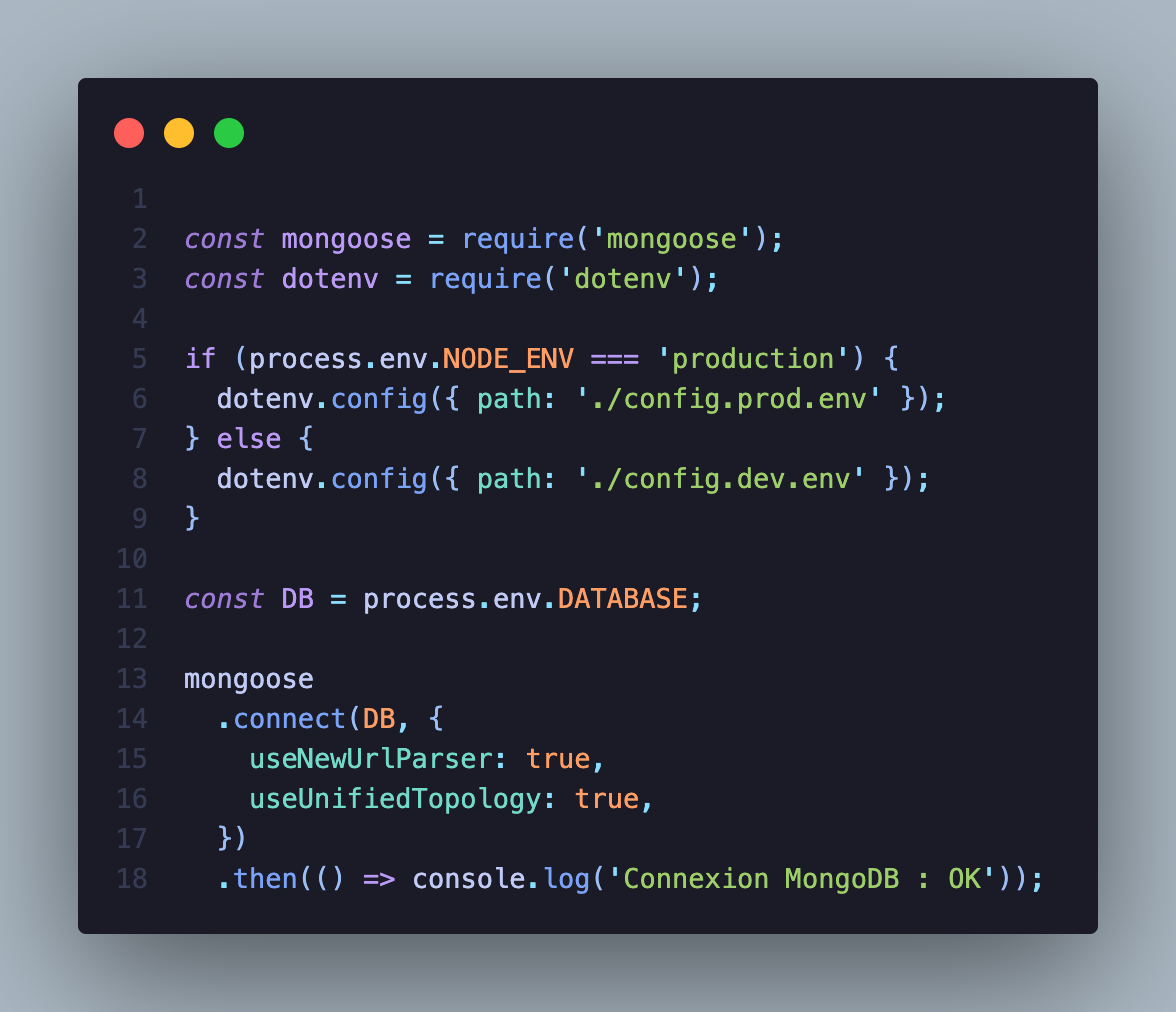 1
2 const mongoose = require('mongoose');
3 const dotenv = require('dotenv');
4
5 if (process.env.NODE_ENV === 'production') {
6   dotenv.config({ path: './config.prod.env' });
7 } else {
8   dotenv.config({ path: './config.dev.env' });
9 }
10
11 const DB = process.env.DATABASE;
12
13 mongoose
14   .connect(DB, {
15     useNewUrlParser: true,
16     useUnifiedTopology: true,
17   })
18   .then(() => console.log('Connexion MongoDB : OK'));